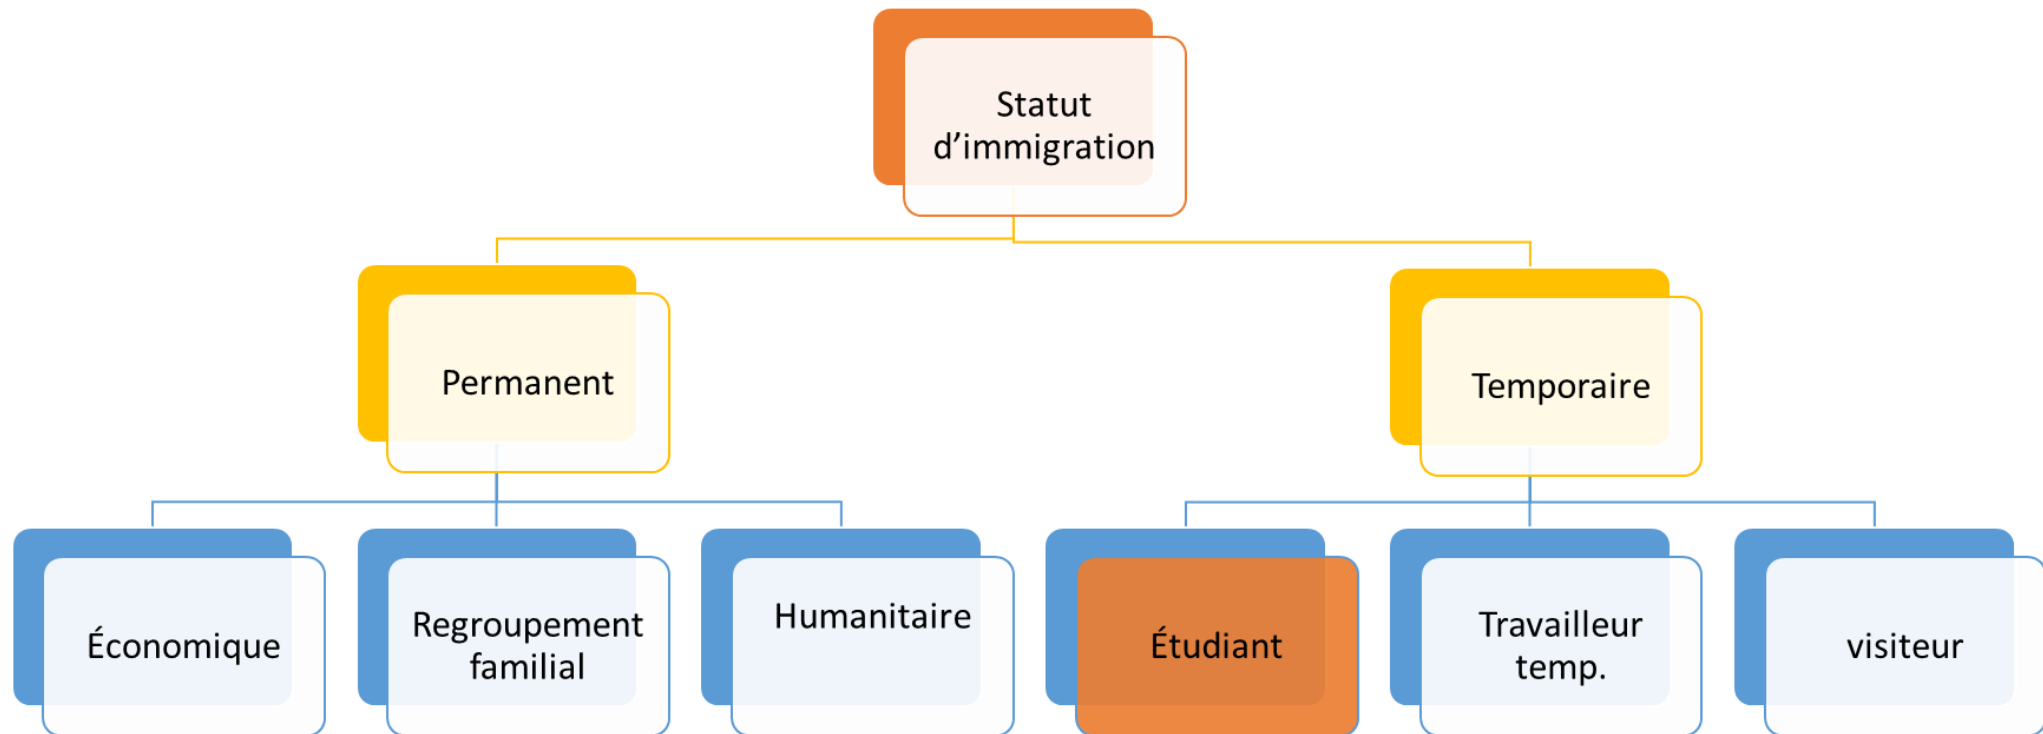 Statut
d’immigration
Permanent
Temporaire
Économique
Regroupement
familial
Humanitaire
Étudiant
Travailleur
temp.
visiteur